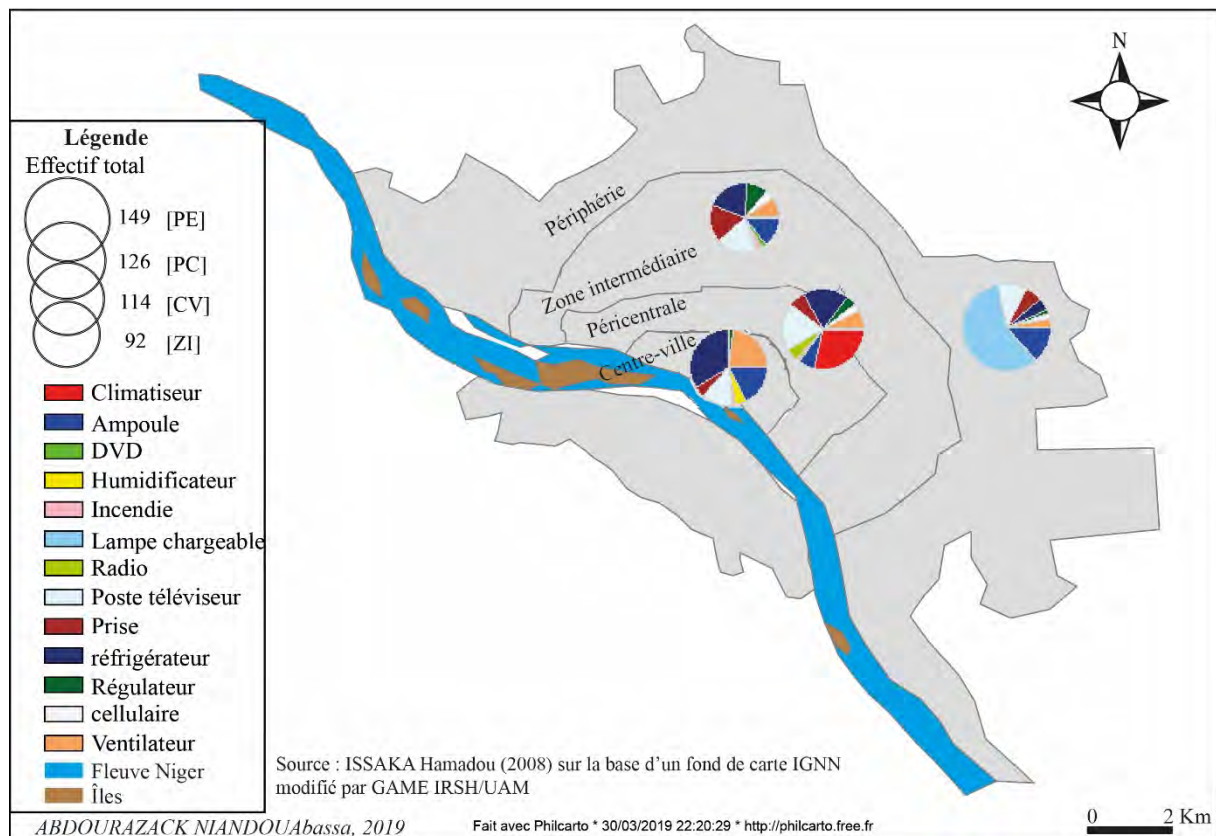 N
Légende
Effectif total
149 [PE]
126 [PC]
114 [CV]
92 [ZI]
Climatiseur
Ampoule
DVD
Humidificateur
Incendie
Lampe chargeable
Radio
Poste téléviseur
Prise
réfrigérateur
Régulateur
cellulaire
Ventilateur
Fleuve Niger
Îles
Périphérie
Zone intermédiaire
Péricentrale
Centre-ville
Source : ISSAKA Hamadou (2008) sur la base d'un fond de carte IGNN
modifié par GAME IRSH/UAM
0 2 Km
ABDOURAZACK NIANDOUAbassa, 2019
Fait avec Philcarto * 30/03/2019 22:20:29 * http://philcarto.free.fr